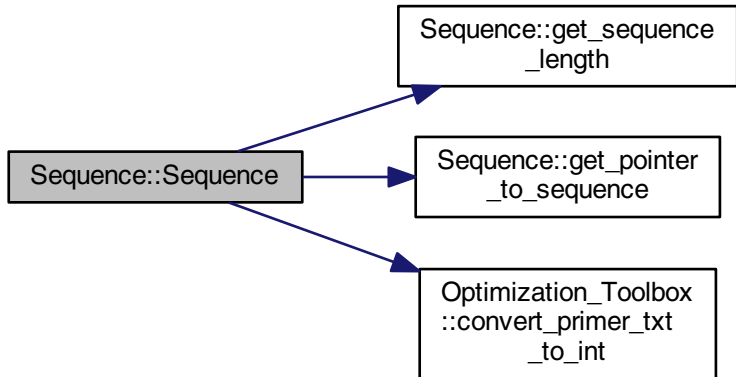 Sequence::get_sequence
_length
Sequence::Sequence
Sequence::get_pointer
_to_sequence
Optimization_Toolbox
::convert_primer_txt
_to_int